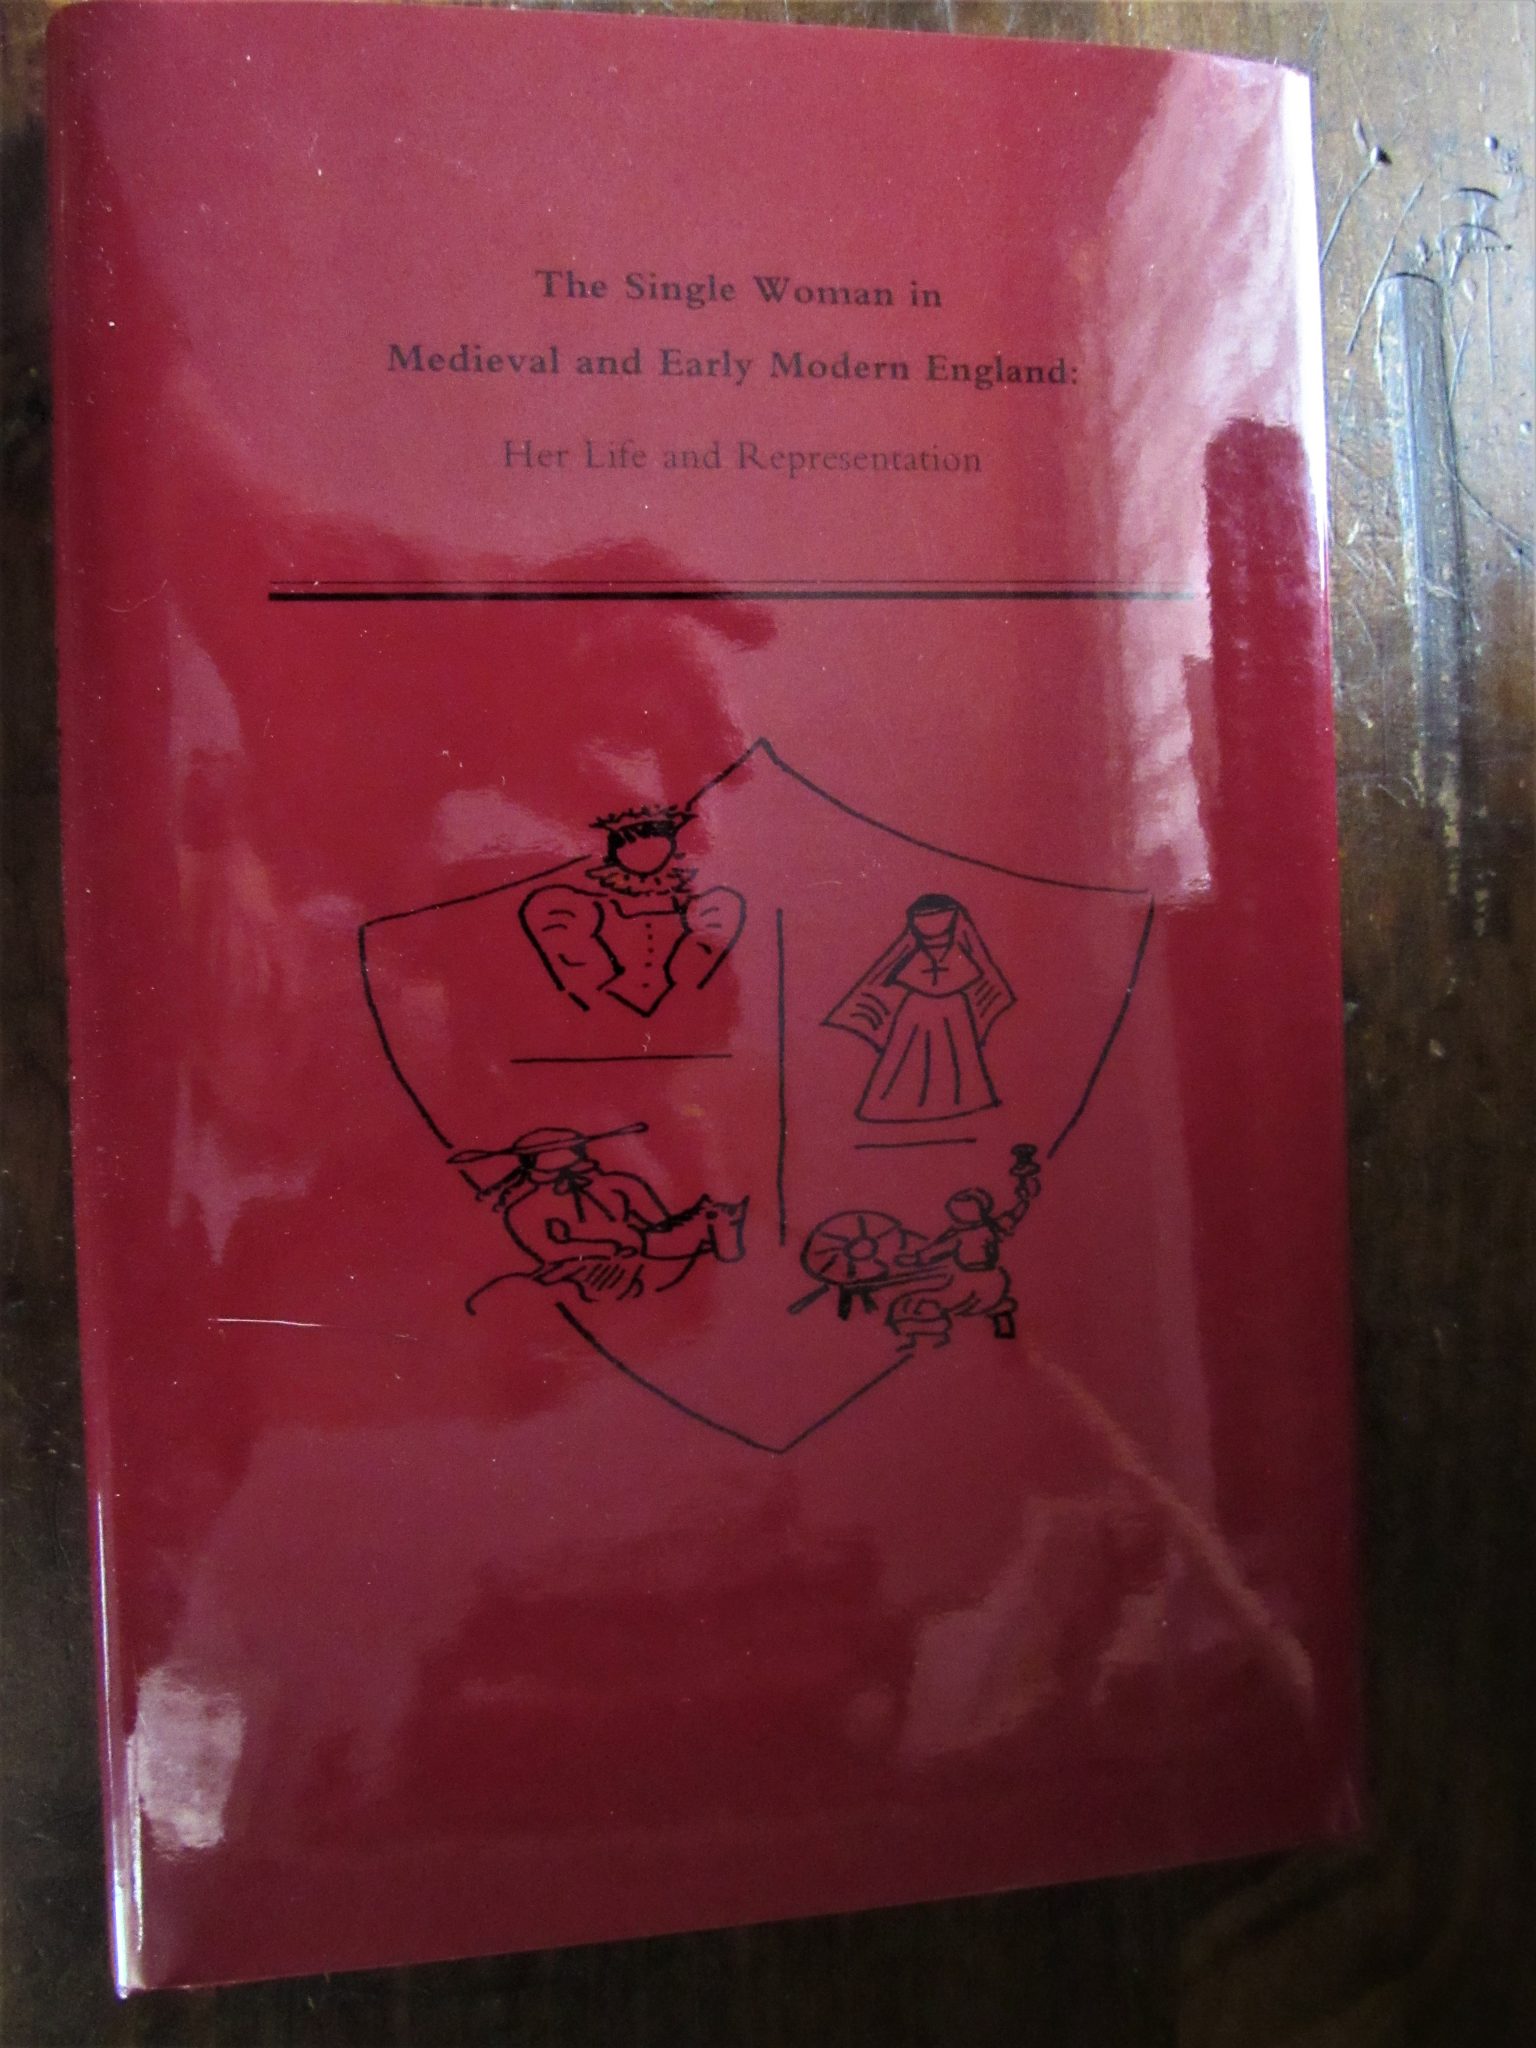 The Single Woman in
Medieval and Early Modern England:
Her Life and Representation